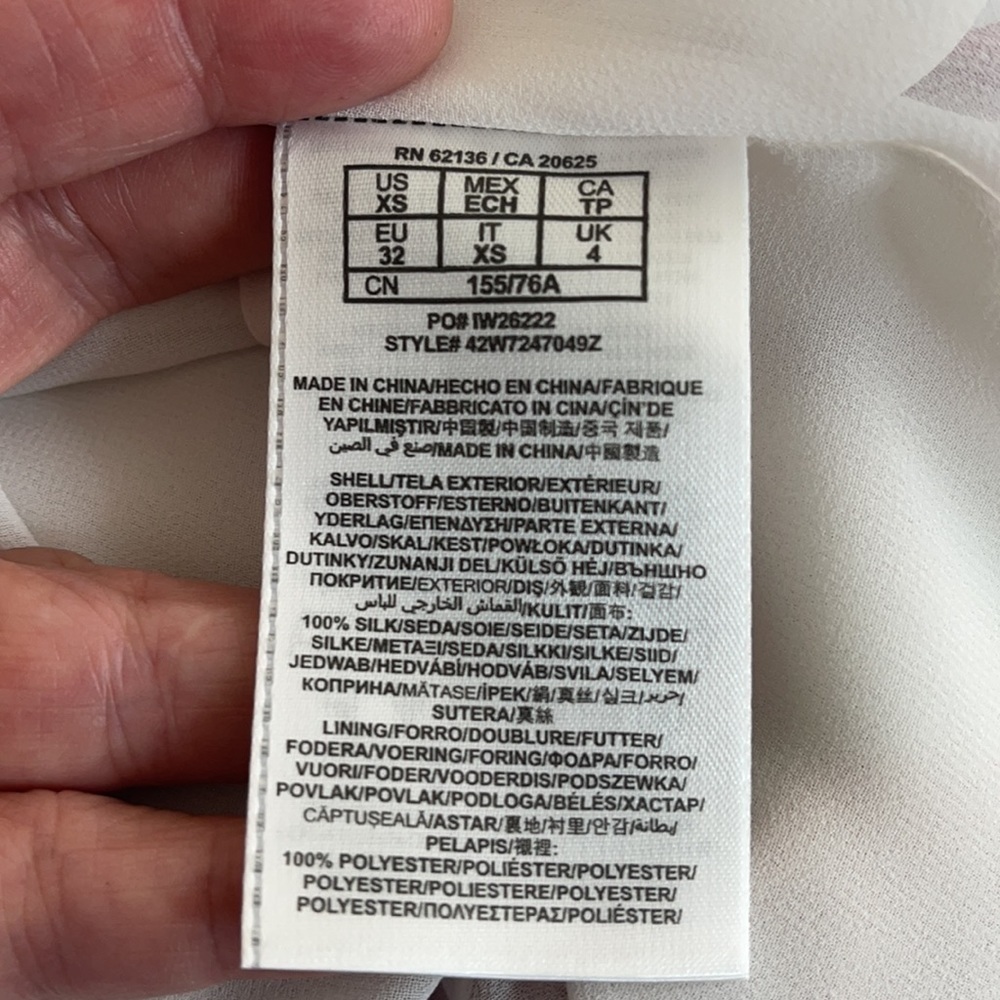 RN 62136 / CA 20625
US MEX CA
XS ECH TP
EU IT UK
32 XS 4
CN 155/76A
PO# IW26222
STYLE# 42W7247049Z
MADE IN CHINA/HECHO EN CHINA/FABRIQUE
EN CHINE/FABBRICATO IN CINA/ÇİN'DE
YAPILMIŞTIR/中国製/中国制造/중국 제품/
صنع في الصين/MADE IN CHINA/中國製造
SHELL/TELA EXTERIOR/EXTÉRIEUR/
OBERSTOFF/ESTERNO/BUITENKANT/
YDERLAG/ΕΠΕΝΔΥΣΗ/PARTE EXTERNA/
KALVO/SKAL/KEST/POWŁOKA/DUTINKA/
DUTINKY/ZUNANJI DEL/KÜLSŐ HÉJ/ВЪНШНО
ПОКРИТИЕ/EXTERIOR/DIŞ/外観/面料/겉감/
القماش الخارجي للباس/KULIT/面布:
100% SILK/SEDA/SOIE/SEIDE/SETA/ZIJDE/
SILKE/ΜΕΤΑΞΙ/SEDA/SILKKI/SILKE/SIID/
JEDWAB/HEDVÁBÍ/HODVÁB/SVILA/SELYEM/
КОПРИНА/MĂTASE/İPEK/絹/真丝/실크/حرير/
SUTERA/真絲
LINING/FORRO/DOUBLURE/FUTTER/
FODERA/VOERING/FORING/ΦΟΔΡΑ/FORRO/
VUORI/FODER/VOODERDIS/PODSZEWKA/
POVLAK/POVLAK/PODLOGA/BÉLÉS/ХАСТАР/
CĂPTUŞEALĂ/ASTAR/裏地/衬里/안감/بطانة/
PELAPIS/襯裡:
100% POLYESTER/POLIÉSTER/POLYESTER/
POLYESTER/POLIESTERE/POLYESTER/
POLYESTER/ΠΟΛΥΕΣΤΕΡΑΣ/POLIÉSTER/